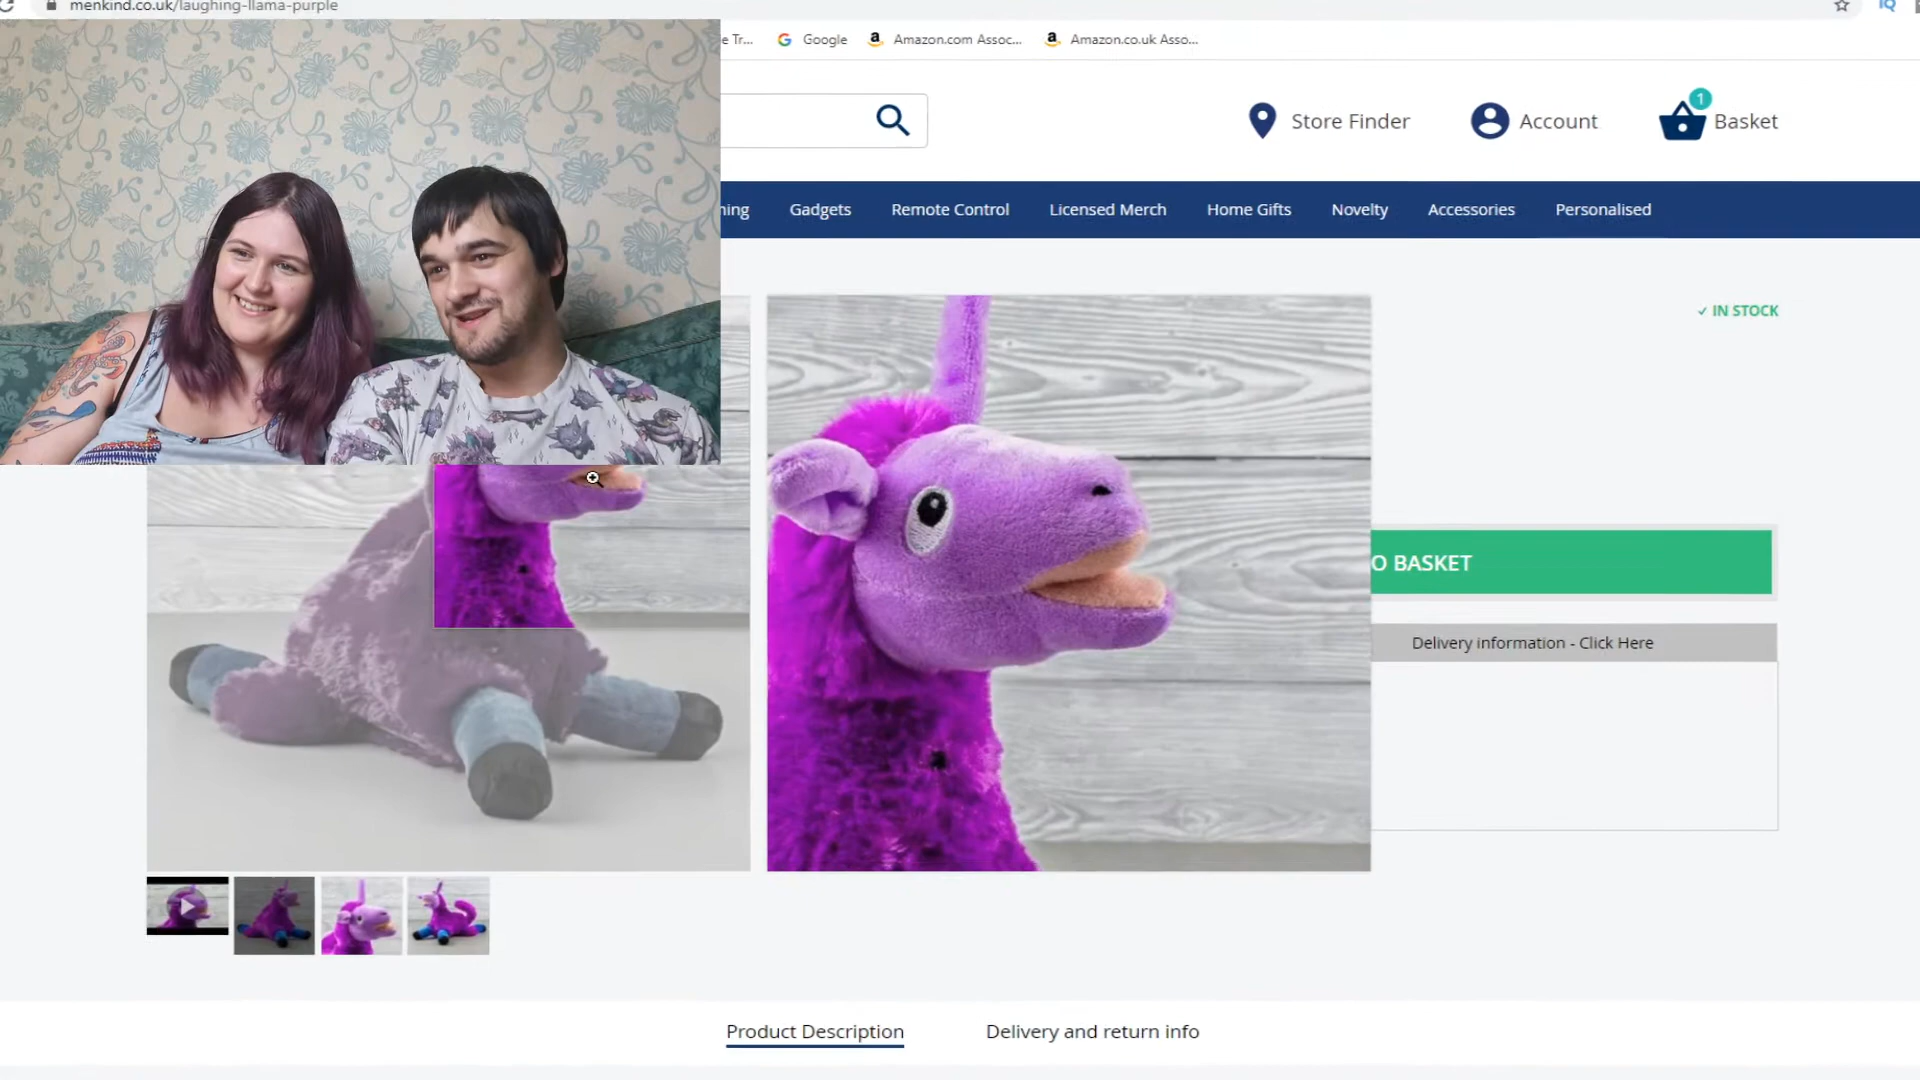 menkind.co.uk/laughing-llama-purple
e Tr...
Google
Amazon.com Assoc...
Amazon.co.uk Asso...
Store Finder
Account
1
Basket
ning
Gadgets
Remote Control
Licensed Merch
Home Gifts
Novelty
Accessories
Personalised
✓ IN STOCK
O BASKET
Delivery information - Click Here
Product Description
Delivery and return info